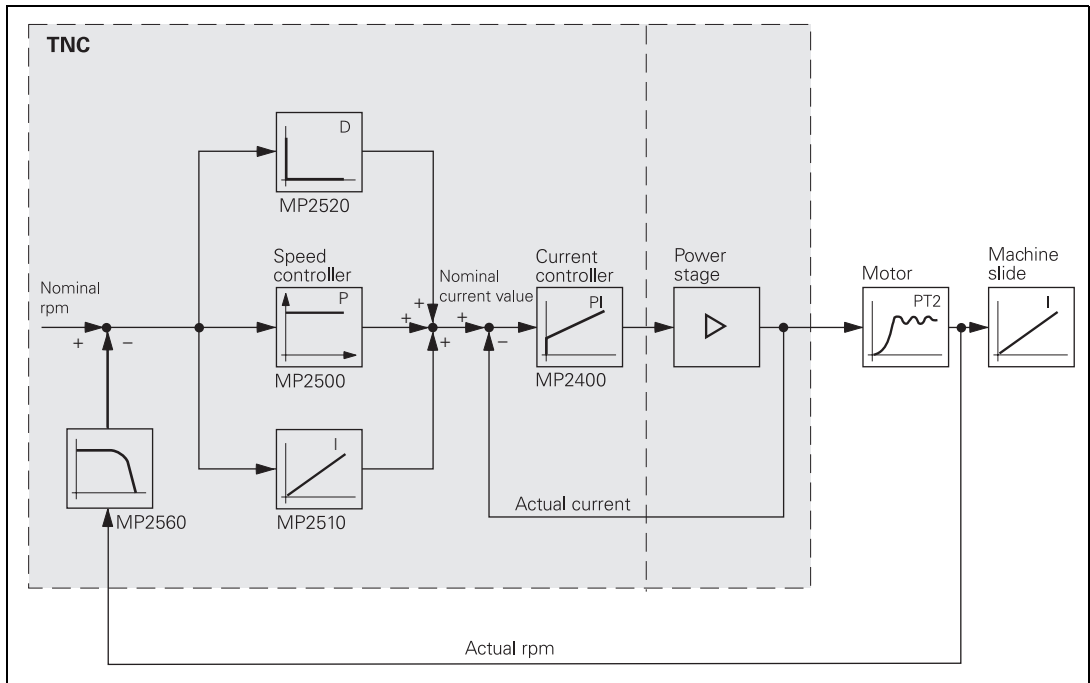 TNC
D
MP2520
Speed
controller
P
MP2500
Nominal
rpm
+
−
Nominal
current value
+
+
+
+
−
Current
controller
PI
MP2400
Power
stage
Motor
PT2
Machine
slide
I
I
MP2510
MP2560
Actual current
Actual rpm